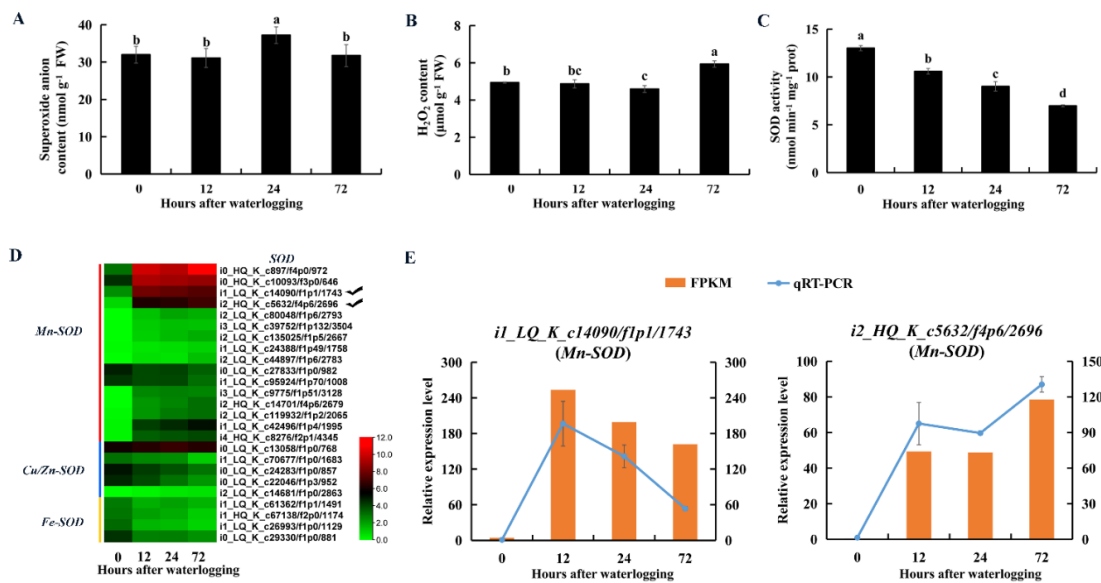 A
Superoxide anion
content (nmol g⁻¹ FW)
50
40
30
20
10
0
b
b
a
b
0
12
24
72
Hours after waterlogging
B
H₂O₂ content
(μmol g⁻¹ FW)
8
6
4
2
0
b
bc
c
a
0
12
24
72
Hours after waterlogging
C
SOD activity
(nmol min⁻¹ mg⁻¹ prot)
15
10
5
0
a
b
c
d
0
12
24
72
Hours after waterlogging
D
SOD
Mn-SOD
Cu/Zn-SOD
Fe-SOD
i0_HQ_K_c897/f4p0/972
i0_HQ_K_c10093/f3p0/646
i1_LQ_K_c14090/f1p1/1743
i2_HQ_K_c5632/f4p6/2696
i2_LQ_K_c80048/f1p6/2793
i3_LQ_K_c39752/f1p132/3504
i2_LQ_K_c135025/f1p5/2667
i1_LQ_K_c24388/f1p49/1758
i2_LQ_K_c44897/f1p6/2783
i0_LQ_K_c27833/f1p0/982
i1_LQ_K_c95924/f1p70/1008
i3_LQ_K_c9775/f1p51/3128
i2_HQ_K_c14701/f4p6/2679
i2_LQ_K_c119932/f1p2/2065
i1_LQ_K_c42496/f1p4/1995
i4_HQ_K_c8276/f2p1/4345
i0_LQ_K_c13058/f1p0/768
i1_LQ_K_c70677/f1p0/1683
i0_LQ_K_c24283/f1p0/857
i0_LQ_K_c22046/f1p3/952
i2_LQ_K_c14681/f1p0/2863
i1_LQ_K_c61362/f1p1/1491
i1_HQ_K_c67138/f2p0/1174
i1_LQ_K_c26993/f1p0/1129
i0_LQ_K_c29330/f1p0/881
12.0
10.0
8.0
6.0
4.0
2.0
0.0
0
12
24
72
Hours after waterlogging
E
FPKM
qRT-PCR
i1_LQ_K_c14090/f1p1/1743
(Mn-SOD)
Relative expression level
300
240
180
120
60
0
300
240
180
120
60
0
0
12
24
72
Hours after waterlogging
i2_HQ_K_c5632/f4p6/2696
(Mn-SOD)
Relative expression level
100
80
60
40
20
0
150
120
90
60
30
0
0
12
24
72
Hours after waterlogging